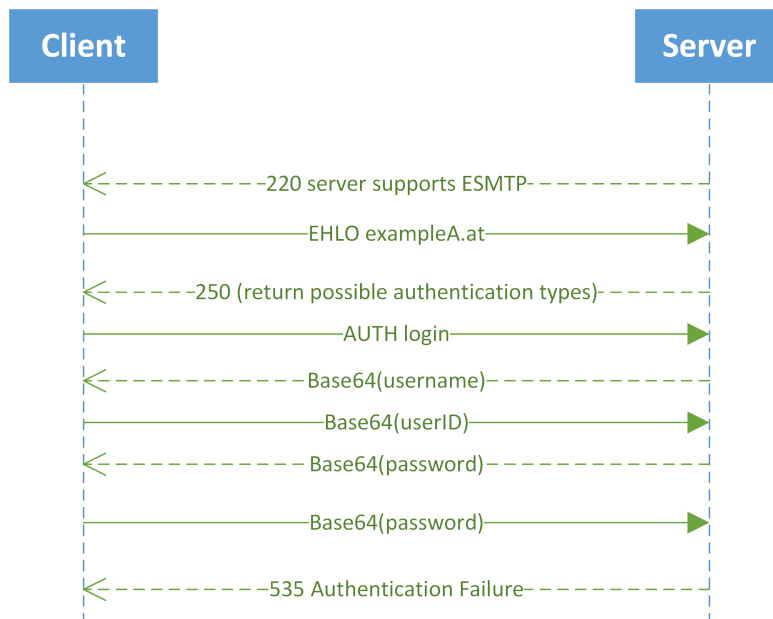 Client
Server
220 server supports ESMTP
EHLO exampleA.at
250 (return possible authentication types)
AUTH login
Base64(username)
Base64(userID)
Base64(password)
Base64(password)
535 Authentication Failure